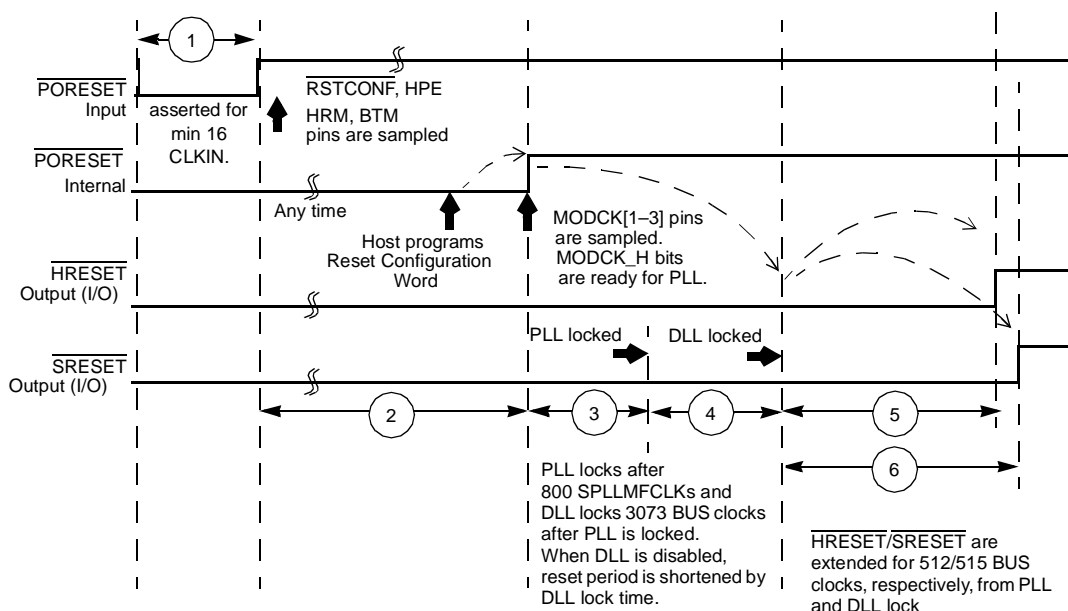 1
PORESET
Input
asserted for
min 16
CLKIN.
RSTCONF, HPE
HRM, BTM
pins are sampled
PORESET
Internal
Any time
Host programs
Reset Configuration
Word
MODCK[1–3] pins
are sampled.
MODCK_H bits
are ready for PLL.
HRESET
Output (I/O)
PLL locked
DLL locked
SRESET
Output (I/O)
2
3
4
5
6
PLL locks after
800 SPLLMFCLKs and
DLL locks 3073 BUS clocks
after PLL is locked.
When DLL is disabled,
reset period is shortened by
DLL lock time.
HRESET/SRESET are
extended for 512/515 BUS
clocks, respectively, from PLL
and DLL lock